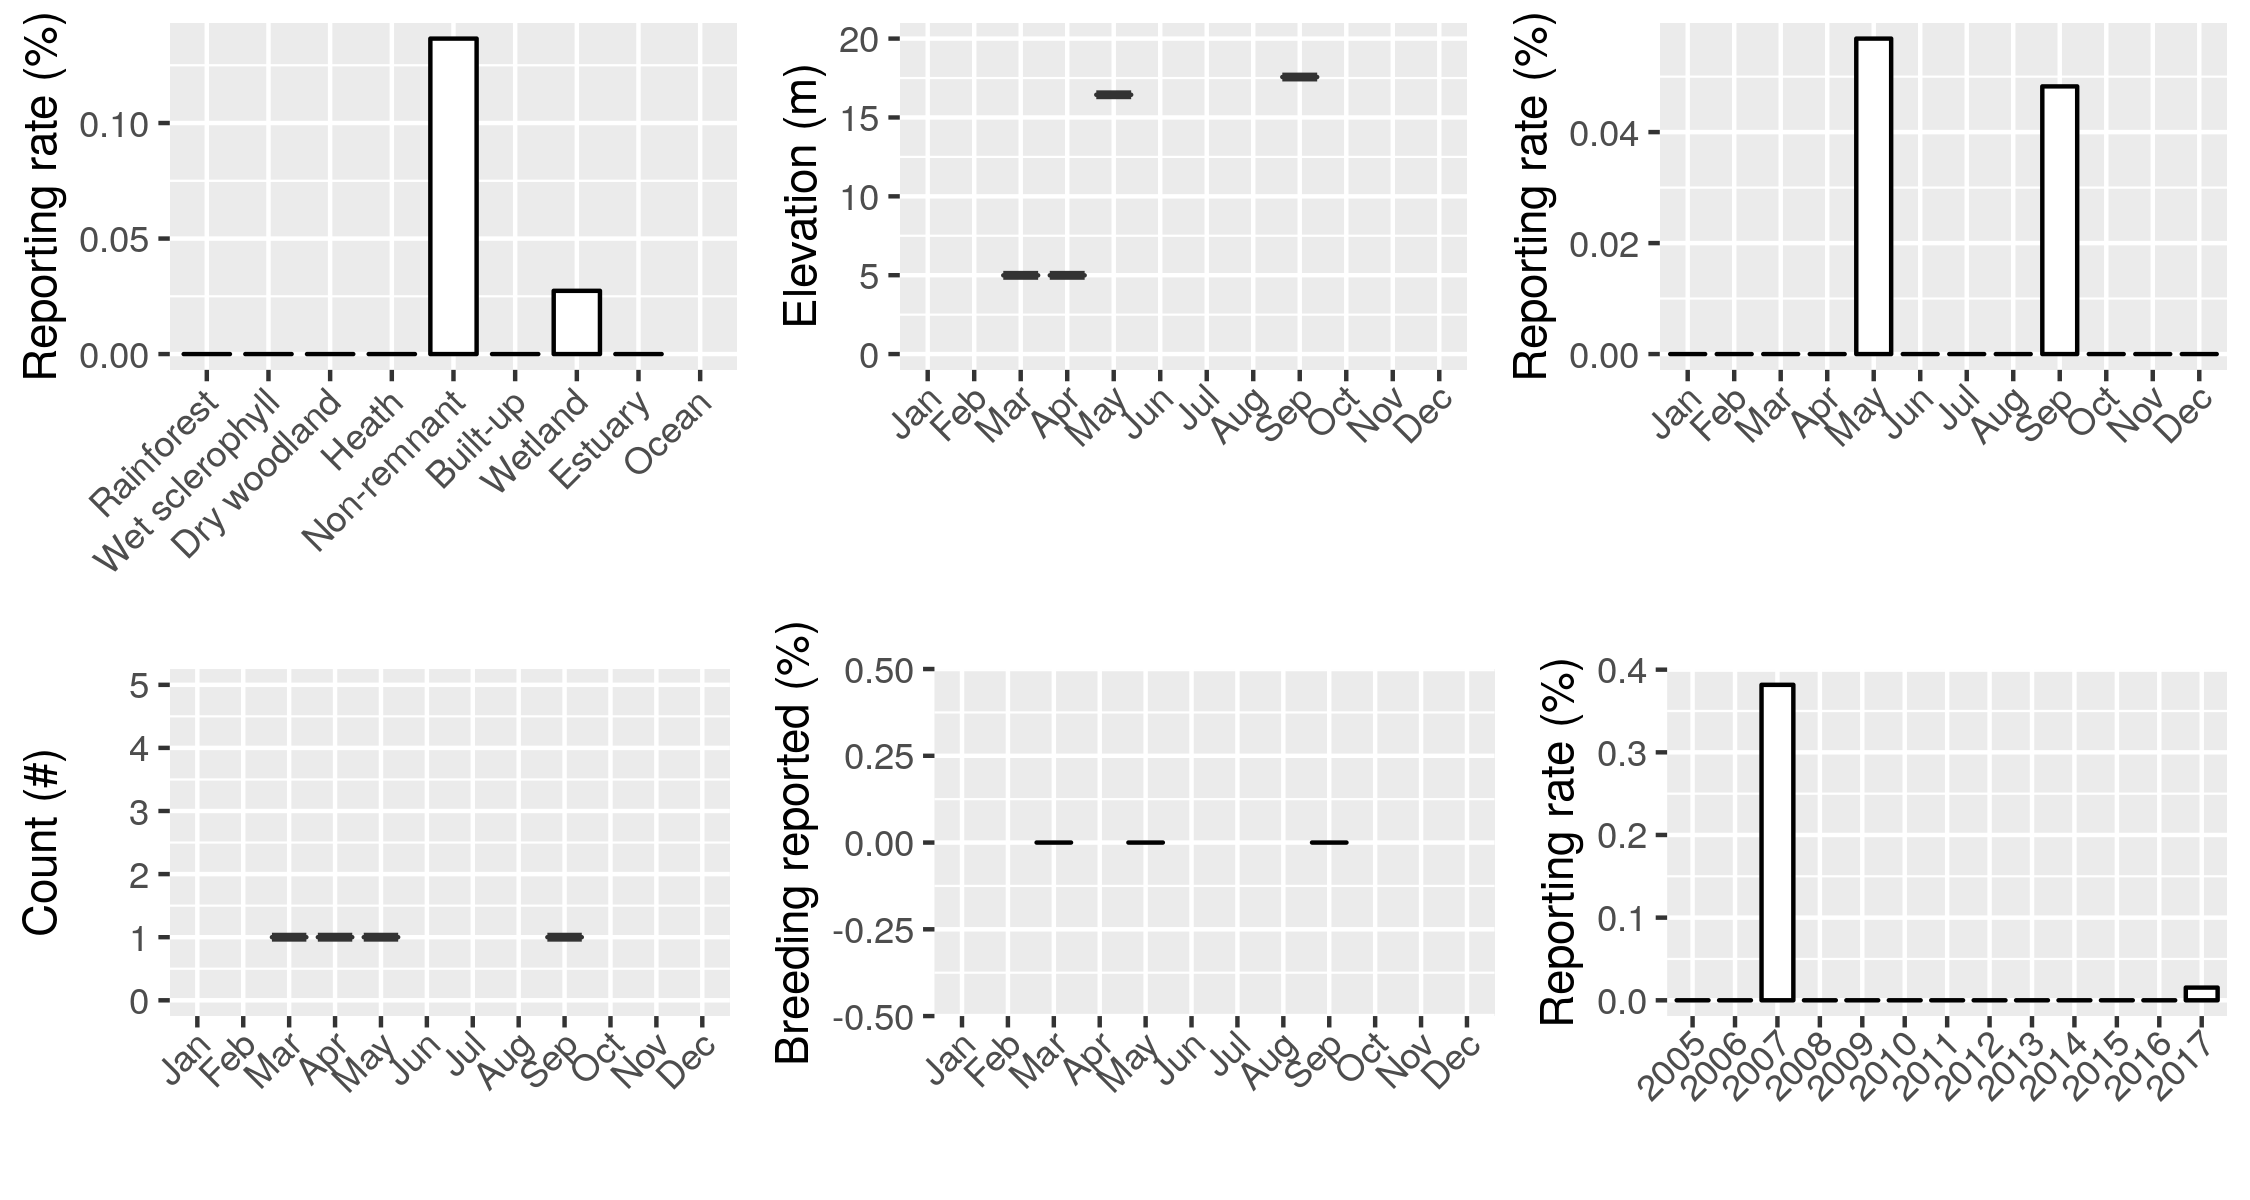 Reporting rate (%)
0.10
0.05
0.00
Rainforest
Wet sclerophyll
Dry woodland
Heath
Non-remnant
Built-up
Wetland
Estuary
Ocean
Elevation (m)
20
15
10
5
0
Jan
Feb
Mar
Apr
May
Jun
Jul
Aug
Sep
Oct
Nov
Dec
Reporting rate (%)
0.04
0.02
0.00
Jan
Feb
Mar
Apr
May
Jun
Jul
Aug
Sep
Oct
Nov
Dec
Count (#)
5
4
3
2
1
0
Jan
Feb
Mar
Apr
May
Jun
Jul
Aug
Sep
Oct
Nov
Dec
Breeding reported (%)
0.50
0.25
0.00
-0.25
-0.50
Jan
Feb
Mar
Apr
May
Jun
Jul
Aug
Sep
Oct
Nov
Dec
Reporting rate (%)
0.4
0.3
0.2
0.1
0.0
2005
2006
2007
2008
2009
2010
2011
2012
2013
2014
2015
2016
2017